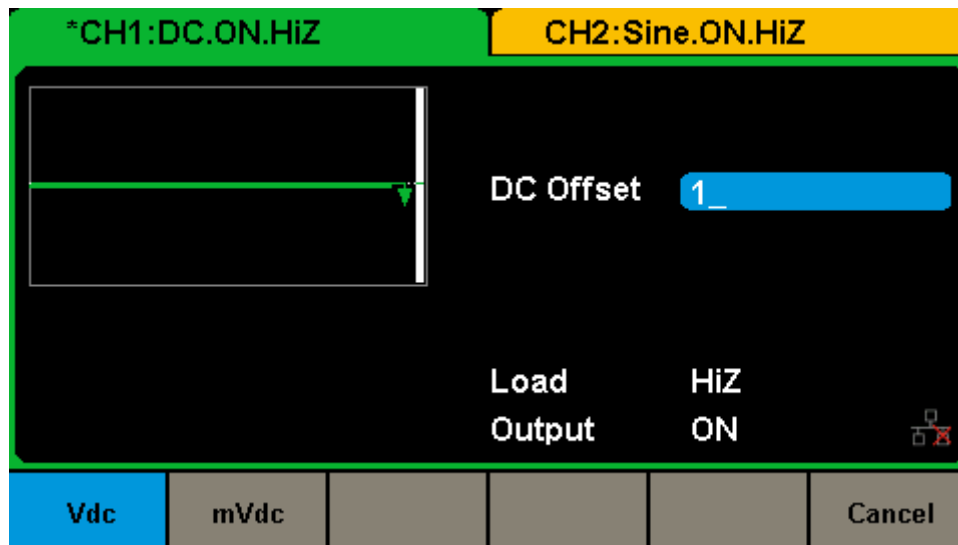 *CH1:DC.ON.HiZ
CH2:Sine.ON.HiZ
DC Offset 1_
Load HiZ
Output ON
Vdc mVdc Cancel